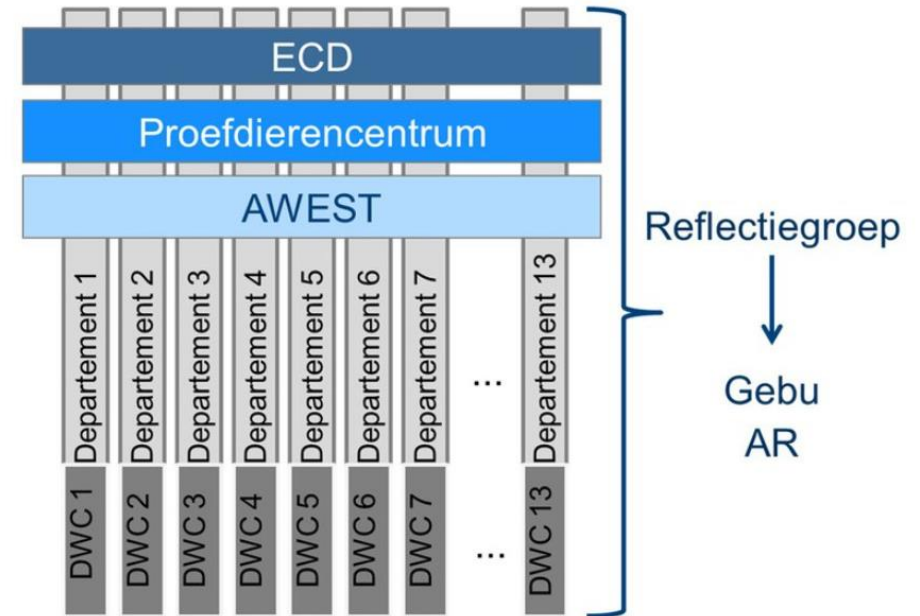 ECD
Proefdierencentrum
AWEST
Departement 1
Departement 2
Departement 3
Departement 4
Departement 5
Departement 6
Departement 7
...
Departement 13
DWC 1
DWC 2
DWC 3
DWC 4
DWC 5
DWC 6
DWC 7
...
DWC 13
Reflectiegroep
Gebu
AR